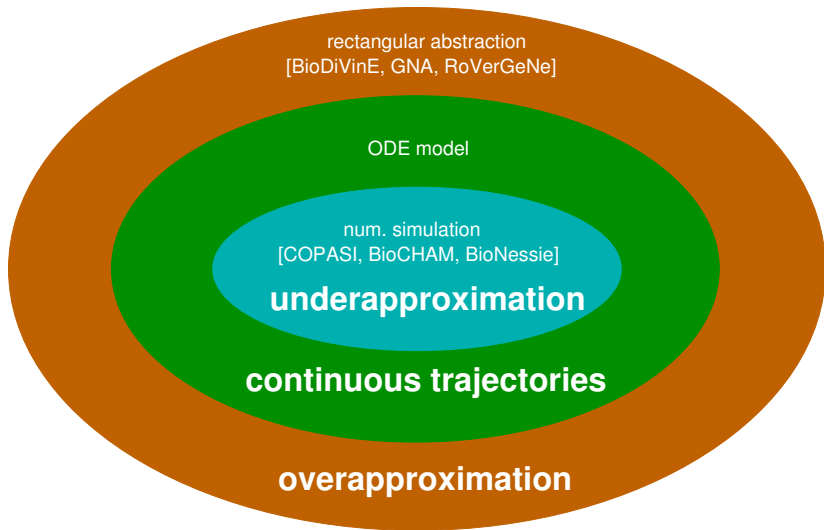 rectangular abstraction
[BioDiVinE, GNA, RoVerGeNe]
ODE model
num. simulation
[COPASI, BioCHAM, BioNessie]
underapproximation
continuous trajectories
overapproximation